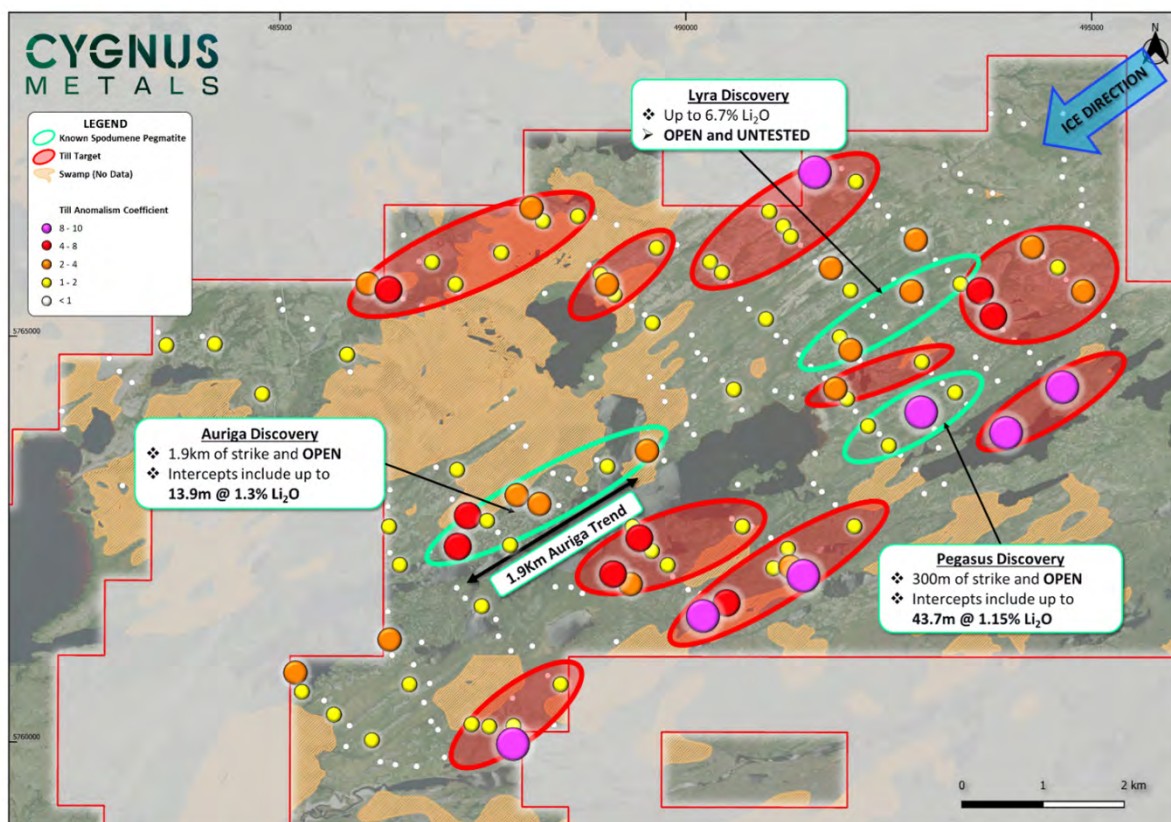 485000
490000
495000
CYGNUS
METALS
LEGEND
Known Spodumene Pegmatite
Till Target
Swamp (No Data)
Till Anomalism Coefficient
8 - 10
4 - 8
2 - 4
1 - 2
< 1
ICE DIRECTION
Lyra Discovery
❖ Up to 6.7% Li₂O
➢ OPEN and UNTESTED
5765000
Auriga Discovery
❖ 1.9km of strike and OPEN
❖ Intercepts include up to
13.9m @ 1.3% Li₂O
1.9Km Auriga Trend
Pegasus Discovery
❖ 300m of strike and OPEN
❖ Intercepts include up to
43.7m @ 1.15% Li₂O
5760000
0 1 2 km